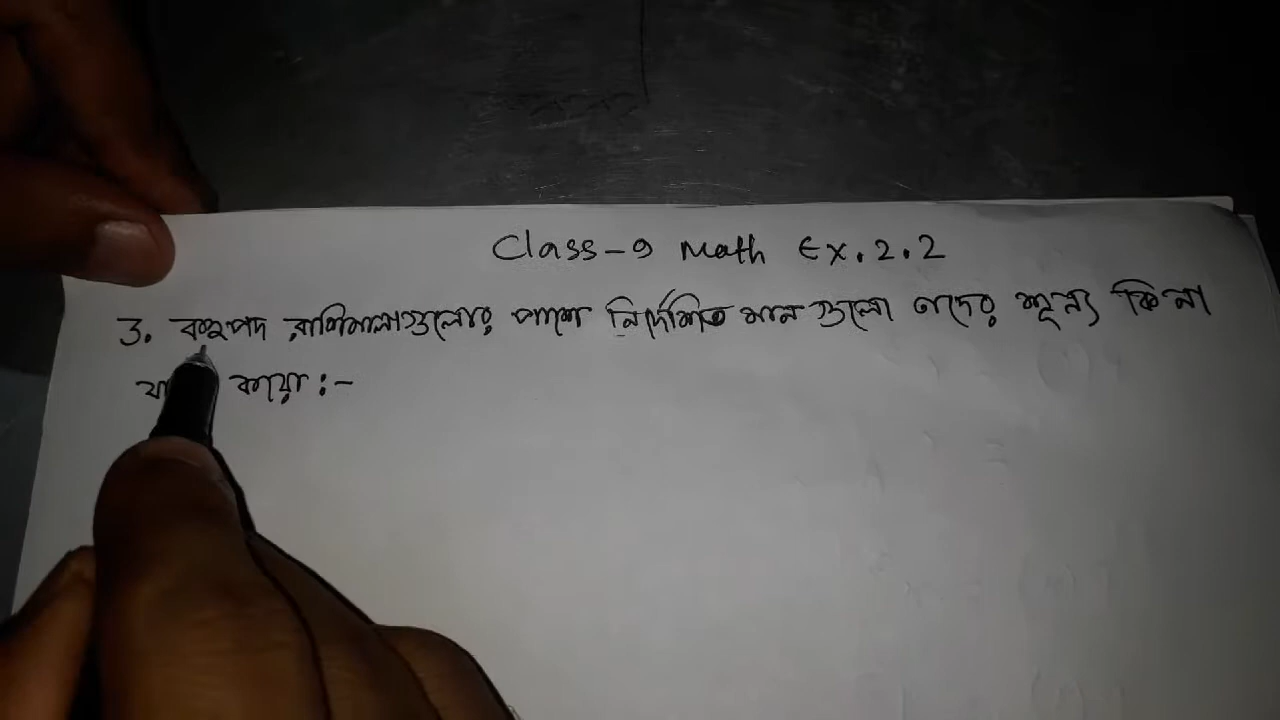 Class-9 Math Ex.2.2
3. বহুপদ ৰাশিমালাগুলোর পাশে নির্দেশিত মান গুলো তাদের শূন্য কি না
করো :-